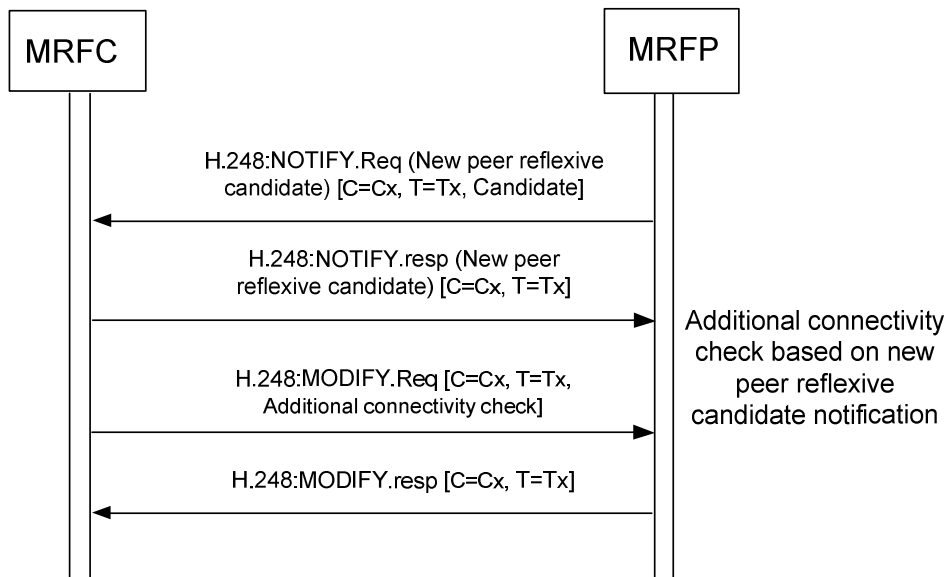 MRFC
MRFP
H.248:NOTIFY.Req (New peer reflexive
candidate) [C=Cx, T=Tx, Candidate]
H.248:NOTIFY.resp (New peer
reflexive candidate) [C=Cx, T=Tx]
Additional connectivity
check based on new
peer reflexive
candidate notification
H.248:MODIFY.Req [C=Cx, T=Tx,
Additional connectivity check]
H.248:MODIFY.resp [C=Cx, T=Tx]